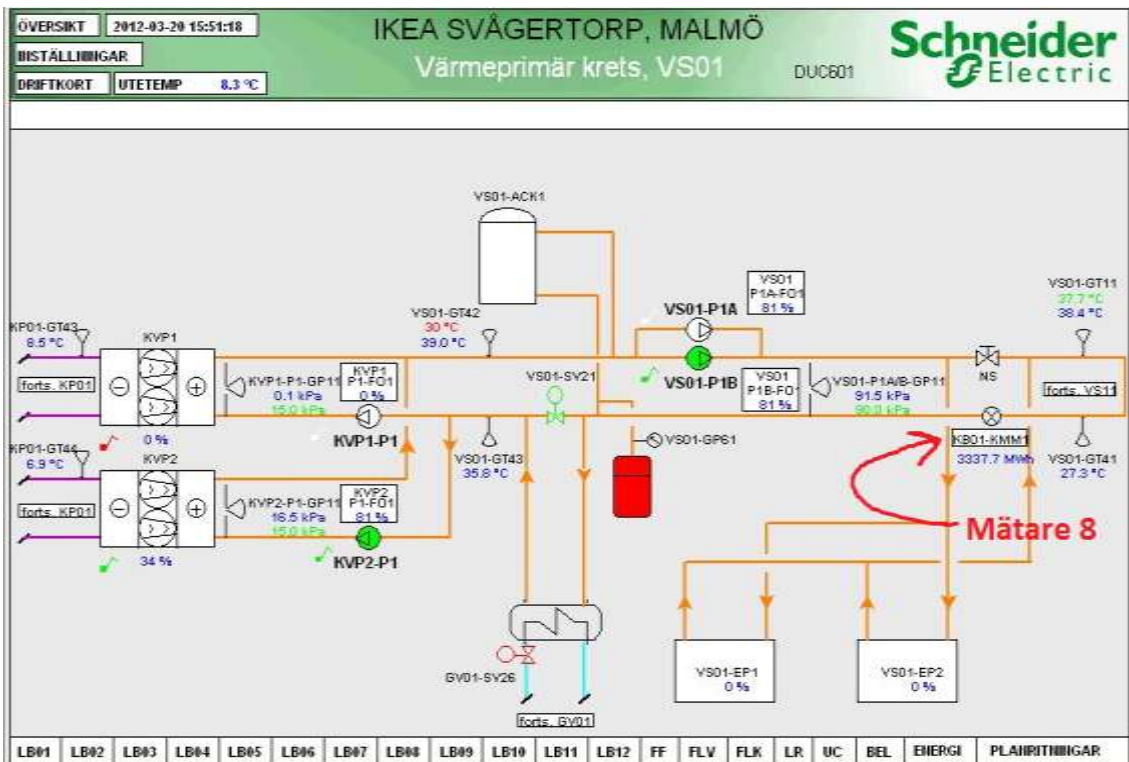 ÖVERSIKT
2012-03-20 15:51:18
INSTÄLLNINGAR
DRIFTKORT
UTETEMP 8.3 °C
IKEA SVÅGERTORP, MALMÖ
Värmeprimär krets, VS01
DUC601
Schneider
Electric
VS01-ACK1
VS01-GT42
30 °C
39.0 °C
VS01-P1A
VS01
P1A-FO1
81 %
VS01-GT11
37.7 °C
38.4 °C
KP01-GT43
8.5 °C
KVP1
forts. KP01
KVP1-P1-GP11
0.1 kPa
15.0 kPa
KVP1
P1-FO1
0 %
VS01-SV21
VS01-P1B
VS01
P1B-FO1
81 %
VS01-P1A/B-GP11
91.5 kPa
90.0 kPa
NS
forts. VS11
0 %
KVP1-P1
KP01-GT44
6.9 °C
KVP2
VS01-GT43
35.8 °C
VS01-GP61
KB01-KMM1
3337.7 MWh
VS01-GT41
27.3 °C
forts. KP01
KVP2-P1-GP11
16.5 kPa
15.0 kPa
KVP2
P1-FO1
81 %
Mätare 8
34 %
KVP2-P1
GV01-SV26
VS01-EP1
0 %
VS01-EP2
0 %
forts. GV01
LB01 LB02 LB03 LB04 LB05 LB06 LB07 LB08 LB09 LB10 LB11 LB12 FF FLV FLK LR UC BEL ENERGI PLANRITNINGAR